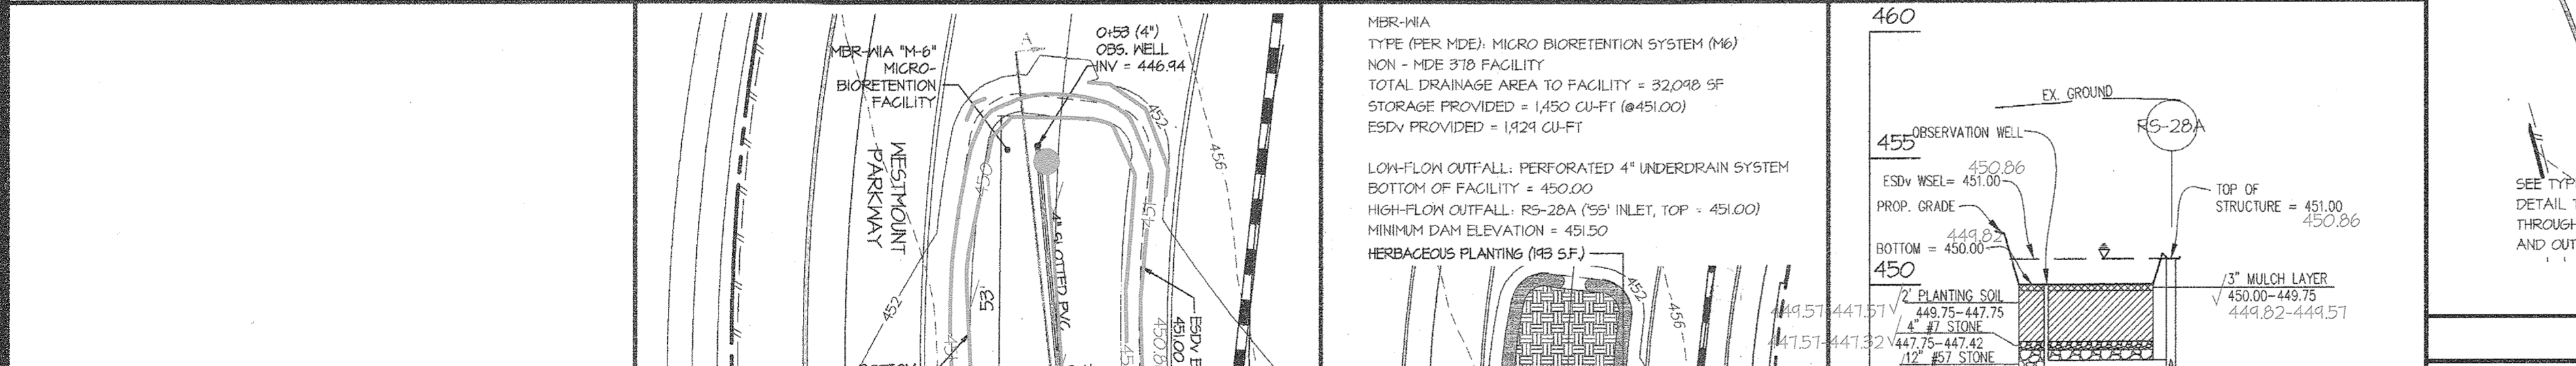 MBR-WIA "M-6"
MICRO-
BIORETENTION
FACILITY
A
0+53 (4")
OBS. WELL
INV = 446.94
452
456
WESTMOUNT
PARKWAY
450
451
4" SLOTTED PVC
53'
452
450.8
ESDv
451.00
MBR-WIA
TYPE (PER MDE): MICRO BIORETENTION SYSTEM (M6)
NON - MDE 378 FACILITY
TOTAL DRAINAGE AREA TO FACILITY = 32,098 SF
STORAGE PROVIDED = 1,450 CU-FT (@451.00)
ESDv PROVIDED = 1,929 CU-FT
LOW-FLOW OUTFALL: PERFORATED 4" UNDERDRAIN SYSTEM
BOTTOM OF FACILITY = 450.00
HIGH-FLOW OUTFALL: RS-28A ('SS' INLET, TOP = 451.00)
MINIMUM DAM ELEVATION = 451.50
HERBACEOUS PLANTING (193 S.F.)
452
456
460
EX. GROUND
RS-28A
455
OBSERVATION WELL
450.86
ESDv WSEL= 451.00
PROP. GRADE
449.82
BOTTOM = 450.00
450
TOP OF
STRUCTURE = 451.00
450.86
2' PLANTING SOIL
449.57-447.57
449.75-447.75
4" #7 STONE
447.57-447.32
447.75-447.42
12" #57 STONE
3" MULCH LAYER
450.00-449.75
449.82-449.57
SEE TYP
DETAIL
THROUGH
AND OUT